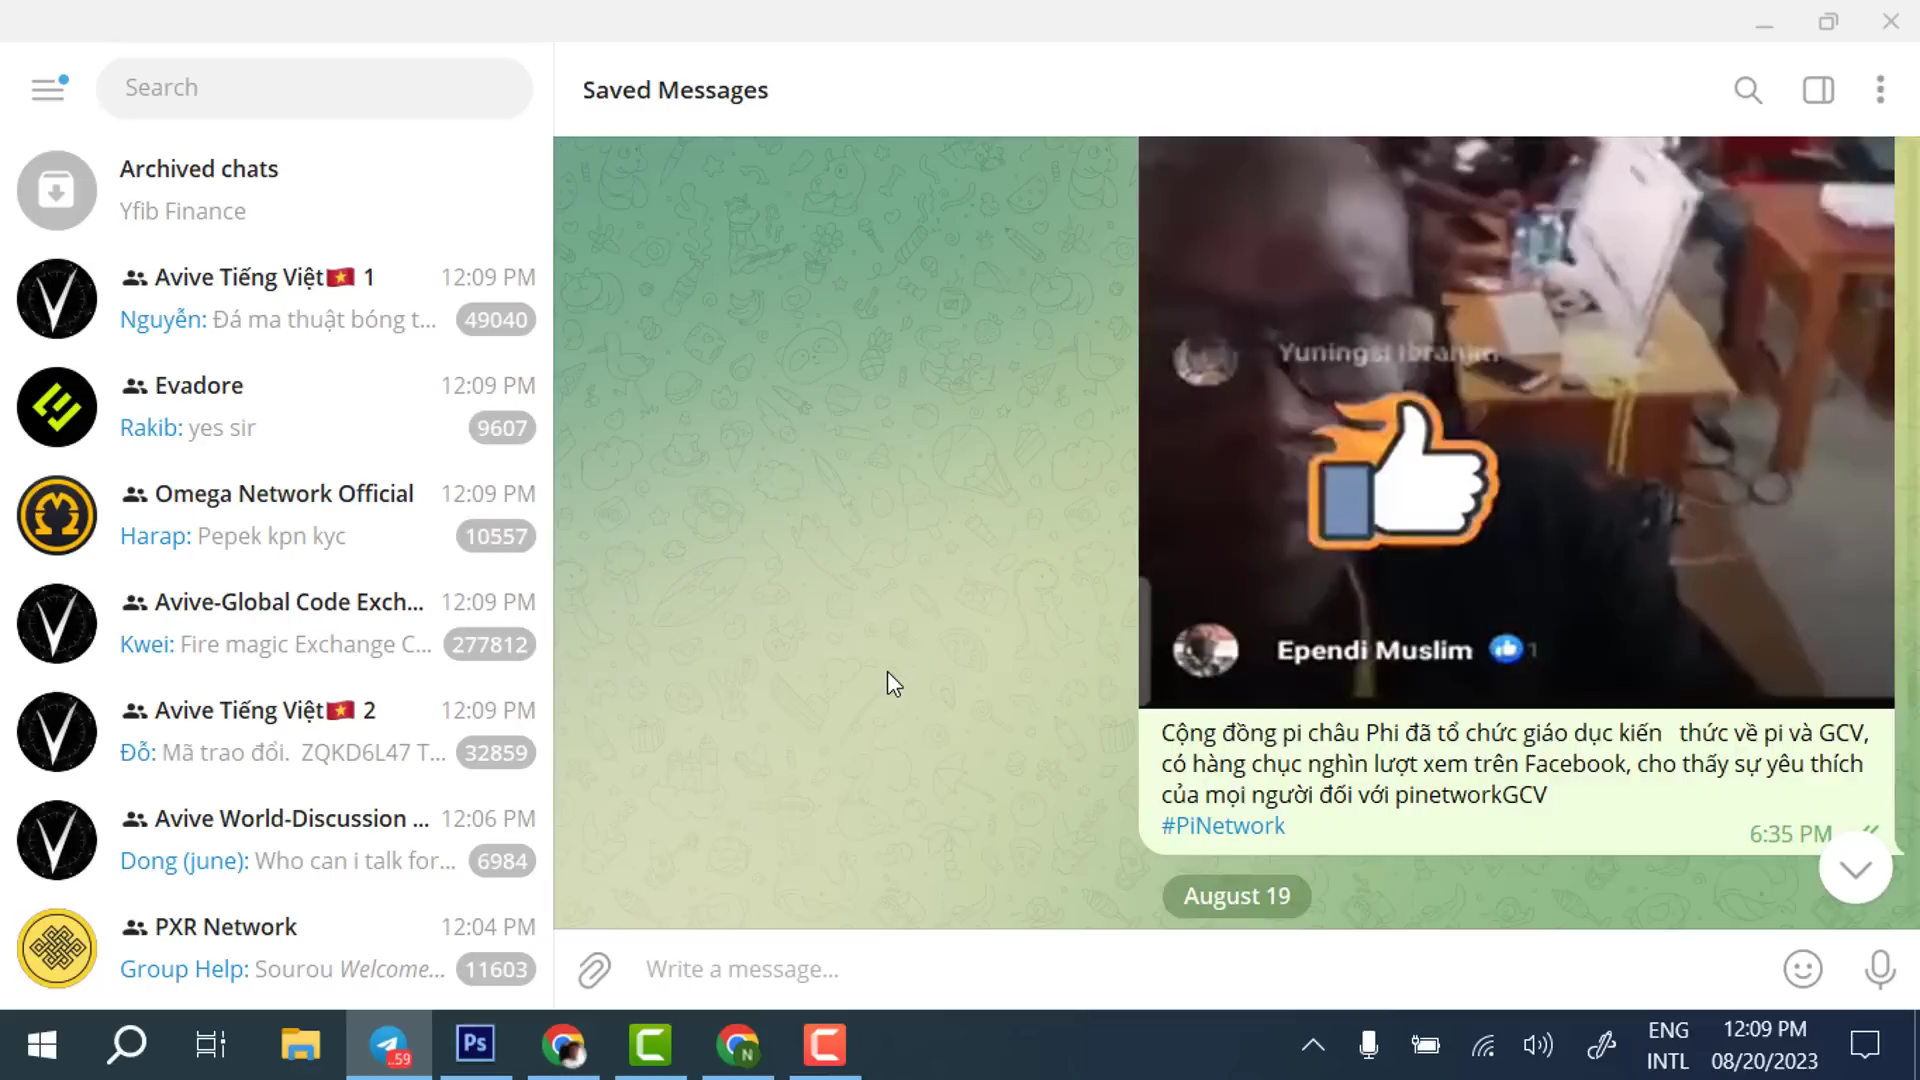 Search
Saved Messages
Archived chats
Yfib Finance
Avive Tiếng Việt🇻🇳 1
12:09 PM
Nguyễn: Đá ma thuật bóng t...
49040
Evadore
12:09 PM
Rakib: yes sir
9607
Omega Network Official
12:09 PM
Harap: Pepek kpn kyc
10557
Avive-Global Code Exch...
12:09 PM
Kwei: Fire magic Exchange C...
277812
Avive Tiếng Việt🇻🇳 2
12:09 PM
Đỗ: Mã trao đổi. ZQKD6L47 T...
32859
Avive World-Discussion ...
12:06 PM
Dong (june): Who can i talk for...
6984
PXR Network
12:04 PM
Group Help: Sourou Welcome...
11603
Yuningsi Ibrahim
Ependi Muslim 1
Cộng đồng pi châu Phi đã tổ chức giáo dục kiến thức về pi và GCV,
có hàng chục nghìn lượt xem trên Facebook, cho thấy sự yêu thích
của mọi người đối với pinetworkGCV
#PiNetwork
6:35 PM
August 19
Write a message...
..59
Ps
N
ENG
INTL
12:09 PM
08/20/2023